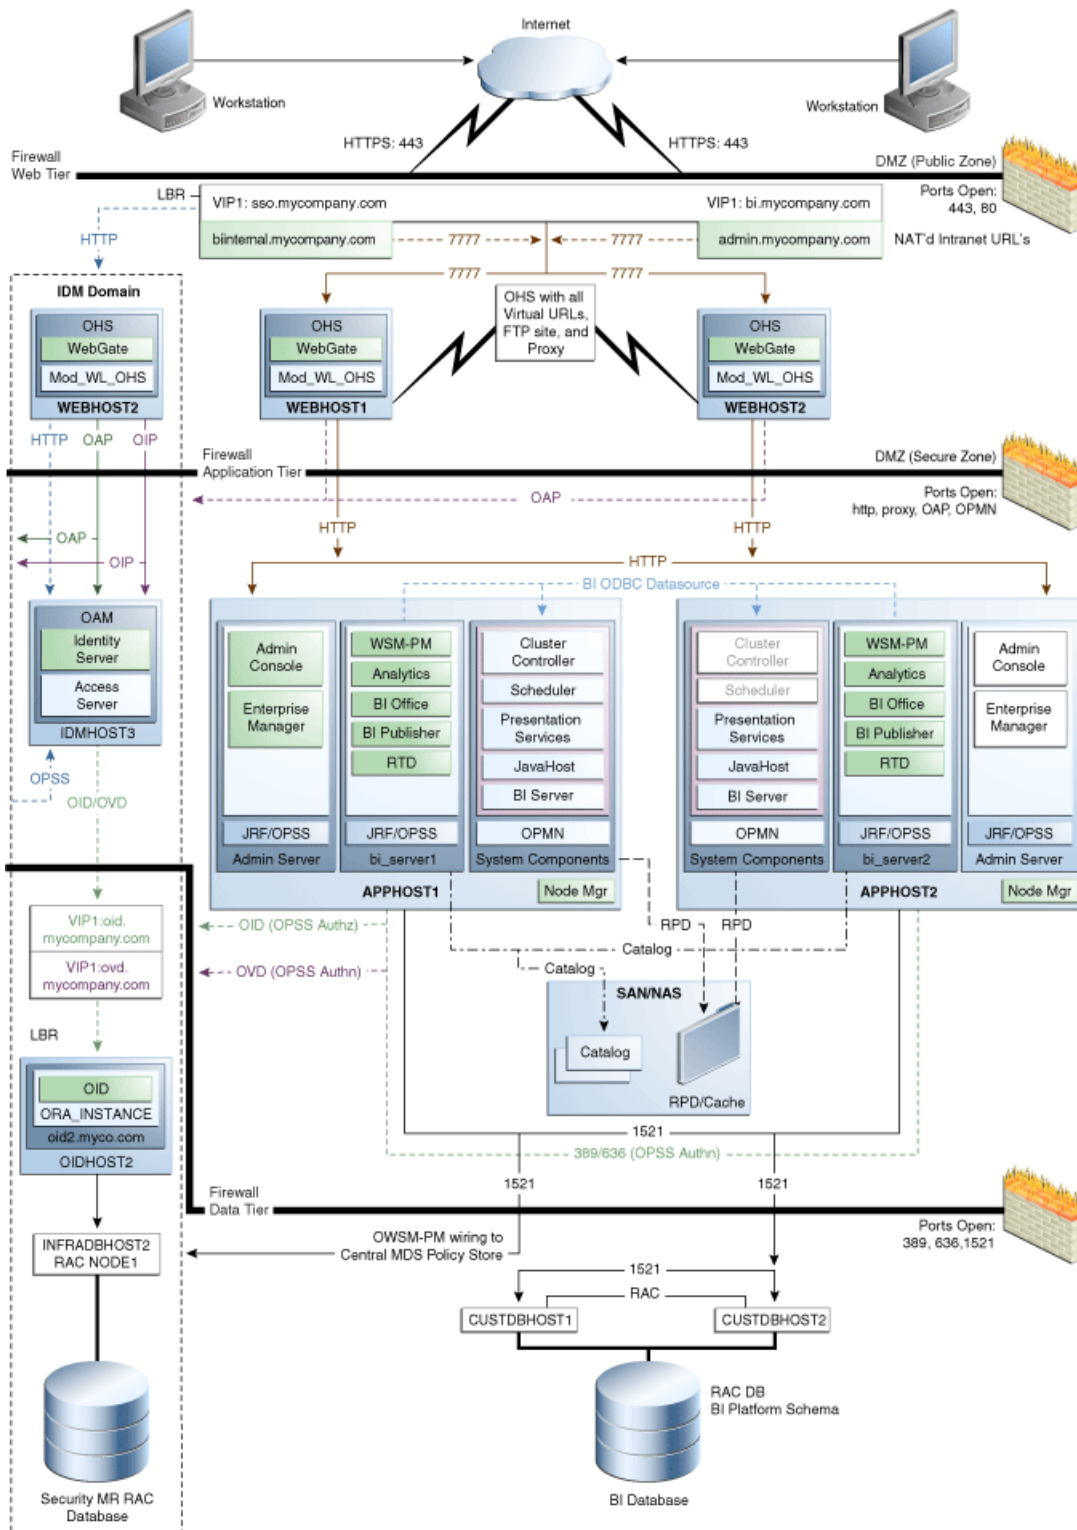 Internet
Workstation
Workstation
HTTPS: 443
HTTPS: 443
Firewall
Web Tier
DMZ (Public Zone)
Ports Open:
443, 80
LBR
VIP1: sso.mycompany.com
VIP1: bi.mycompany.com
HTTP
biinternal.mycompany.com
7777
7777
admin.mycompany.com
NAT'd Intranet URL's
7777
7777
IDM Domain
OHS
WebGate
Mod_WL_OHS
WEBHOST2
OHS
WebGate
Mod_WL_OHS
WEBHOST1
OHS with all
Virtual URLs,
FTP site, and
Proxy
OHS
WebGate
Mod_WL_OHS
WEBHOST2
HTTP
OAP
OIP
Firewall
Application Tier
DMZ (Secure Zone)
Ports Open:
http, proxy, OAP, OPMN
OAP
HTTP
HTTP
OAP
OIP
HTTP
BI ODBC Datasource
OAM
Identity
Server
Access
Server
IDMHOST3
OPSS
OID/OVD
Admin
Console
Enterprise
Manager
JRF/OPSS
Admin Server
WSM-PM
Analytics
BI Office
BI Publisher
RTD
JRF/OPSS
bi_server1
Cluster
Controller
Scheduler
Presentation
Services
JavaHost
BI Server
OPMN
System Components
APPHOST1
Node Mgr
Cluster
Controller
Scheduler
Presentation
Services
JavaHost
BI Server
OPMN
System Components
WSM-PM
Analytics
BI Office
BI Publisher
RTD
JRF/OPSS
bi_server2
Admin
Console
Enterprise
Manager
JRF/OPSS
Admin Server
APPHOST2
Node Mgr
VIP1:oid.
mycompany.com
VIP1:ovd.
mycompany.com
OID (OPSS Authz)
OVD (OPSS Authn)
RPD
RPD
Catalog
Catalog
SAN/NAS
Catalog
RPD/Cache
LBR
OID
ORA_INSTANCE
oid2.myco.com
OIDHOST2
1521
389/636 (OPSS Authn)
1521
1521
Firewall
Data Tier
Ports Open:
389, 636,1521
INFRADBHOST2
RAC NODE1
OWSM-PM wiring to
Central MDS Policy Store
1521
RAC
CUSTDBHOST1
CUSTDBHOST2
RAC DB
BI Platform Schema
Security MR RAC
Database
BI Database